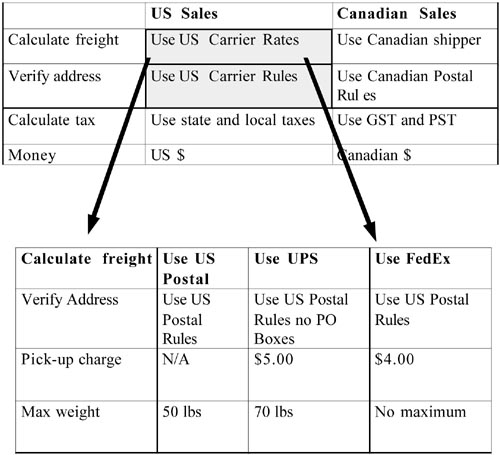 US Sales Canadian Sales
Calculate freight Use US Carrier Rates Use Canadian shipper
Verify address Use US Carrier Rules Use Canadian Postal
Rules
Calculate tax Use state and local taxes Use GST and PST
Money US $ Canadian $
Calculate freight Use US Use UPS Use FedEx
Postal
Verify Address Use US Use US Postal Use US Postal
Postal Rules no PO Rules
Rules Boxes
Pick-up charge N/A $5.00 $4.00
Max weight 50 lbs 70 lbs No maximum